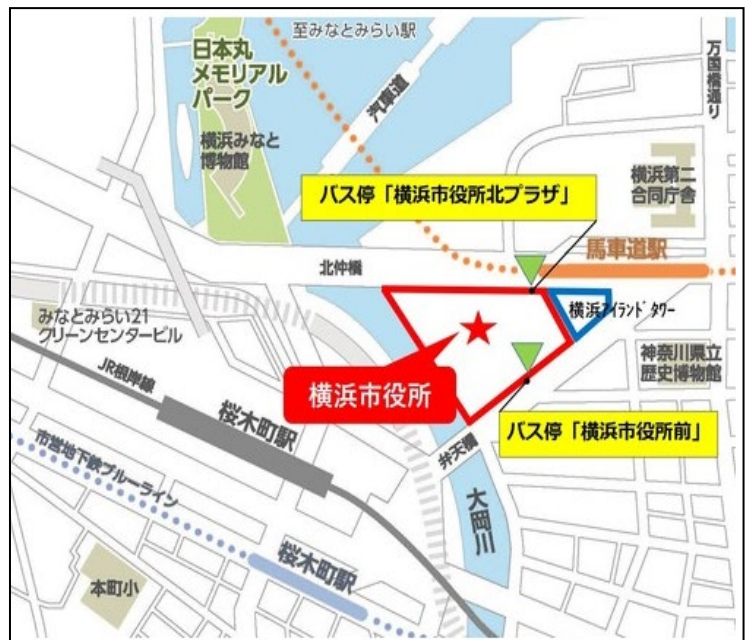 至みなとみらい駅
日本丸
メモリアル
パーク
汽車道
万国橋通り
横浜みなと
博物館
横浜第二
合同庁舎
バス停「横浜市役所北プラザ」
馬車道駅
北仲橋
横浜アイランドタワー
みなとみらい21
クリーンセンタービル
神奈川県立
歴史博物館
JR根岸線
横浜市役所
桜木町駅
バス停「横浜市役所前」
弁天橋
市営地下鉄ブルーライン
大岡川
桜木町駅
本町小